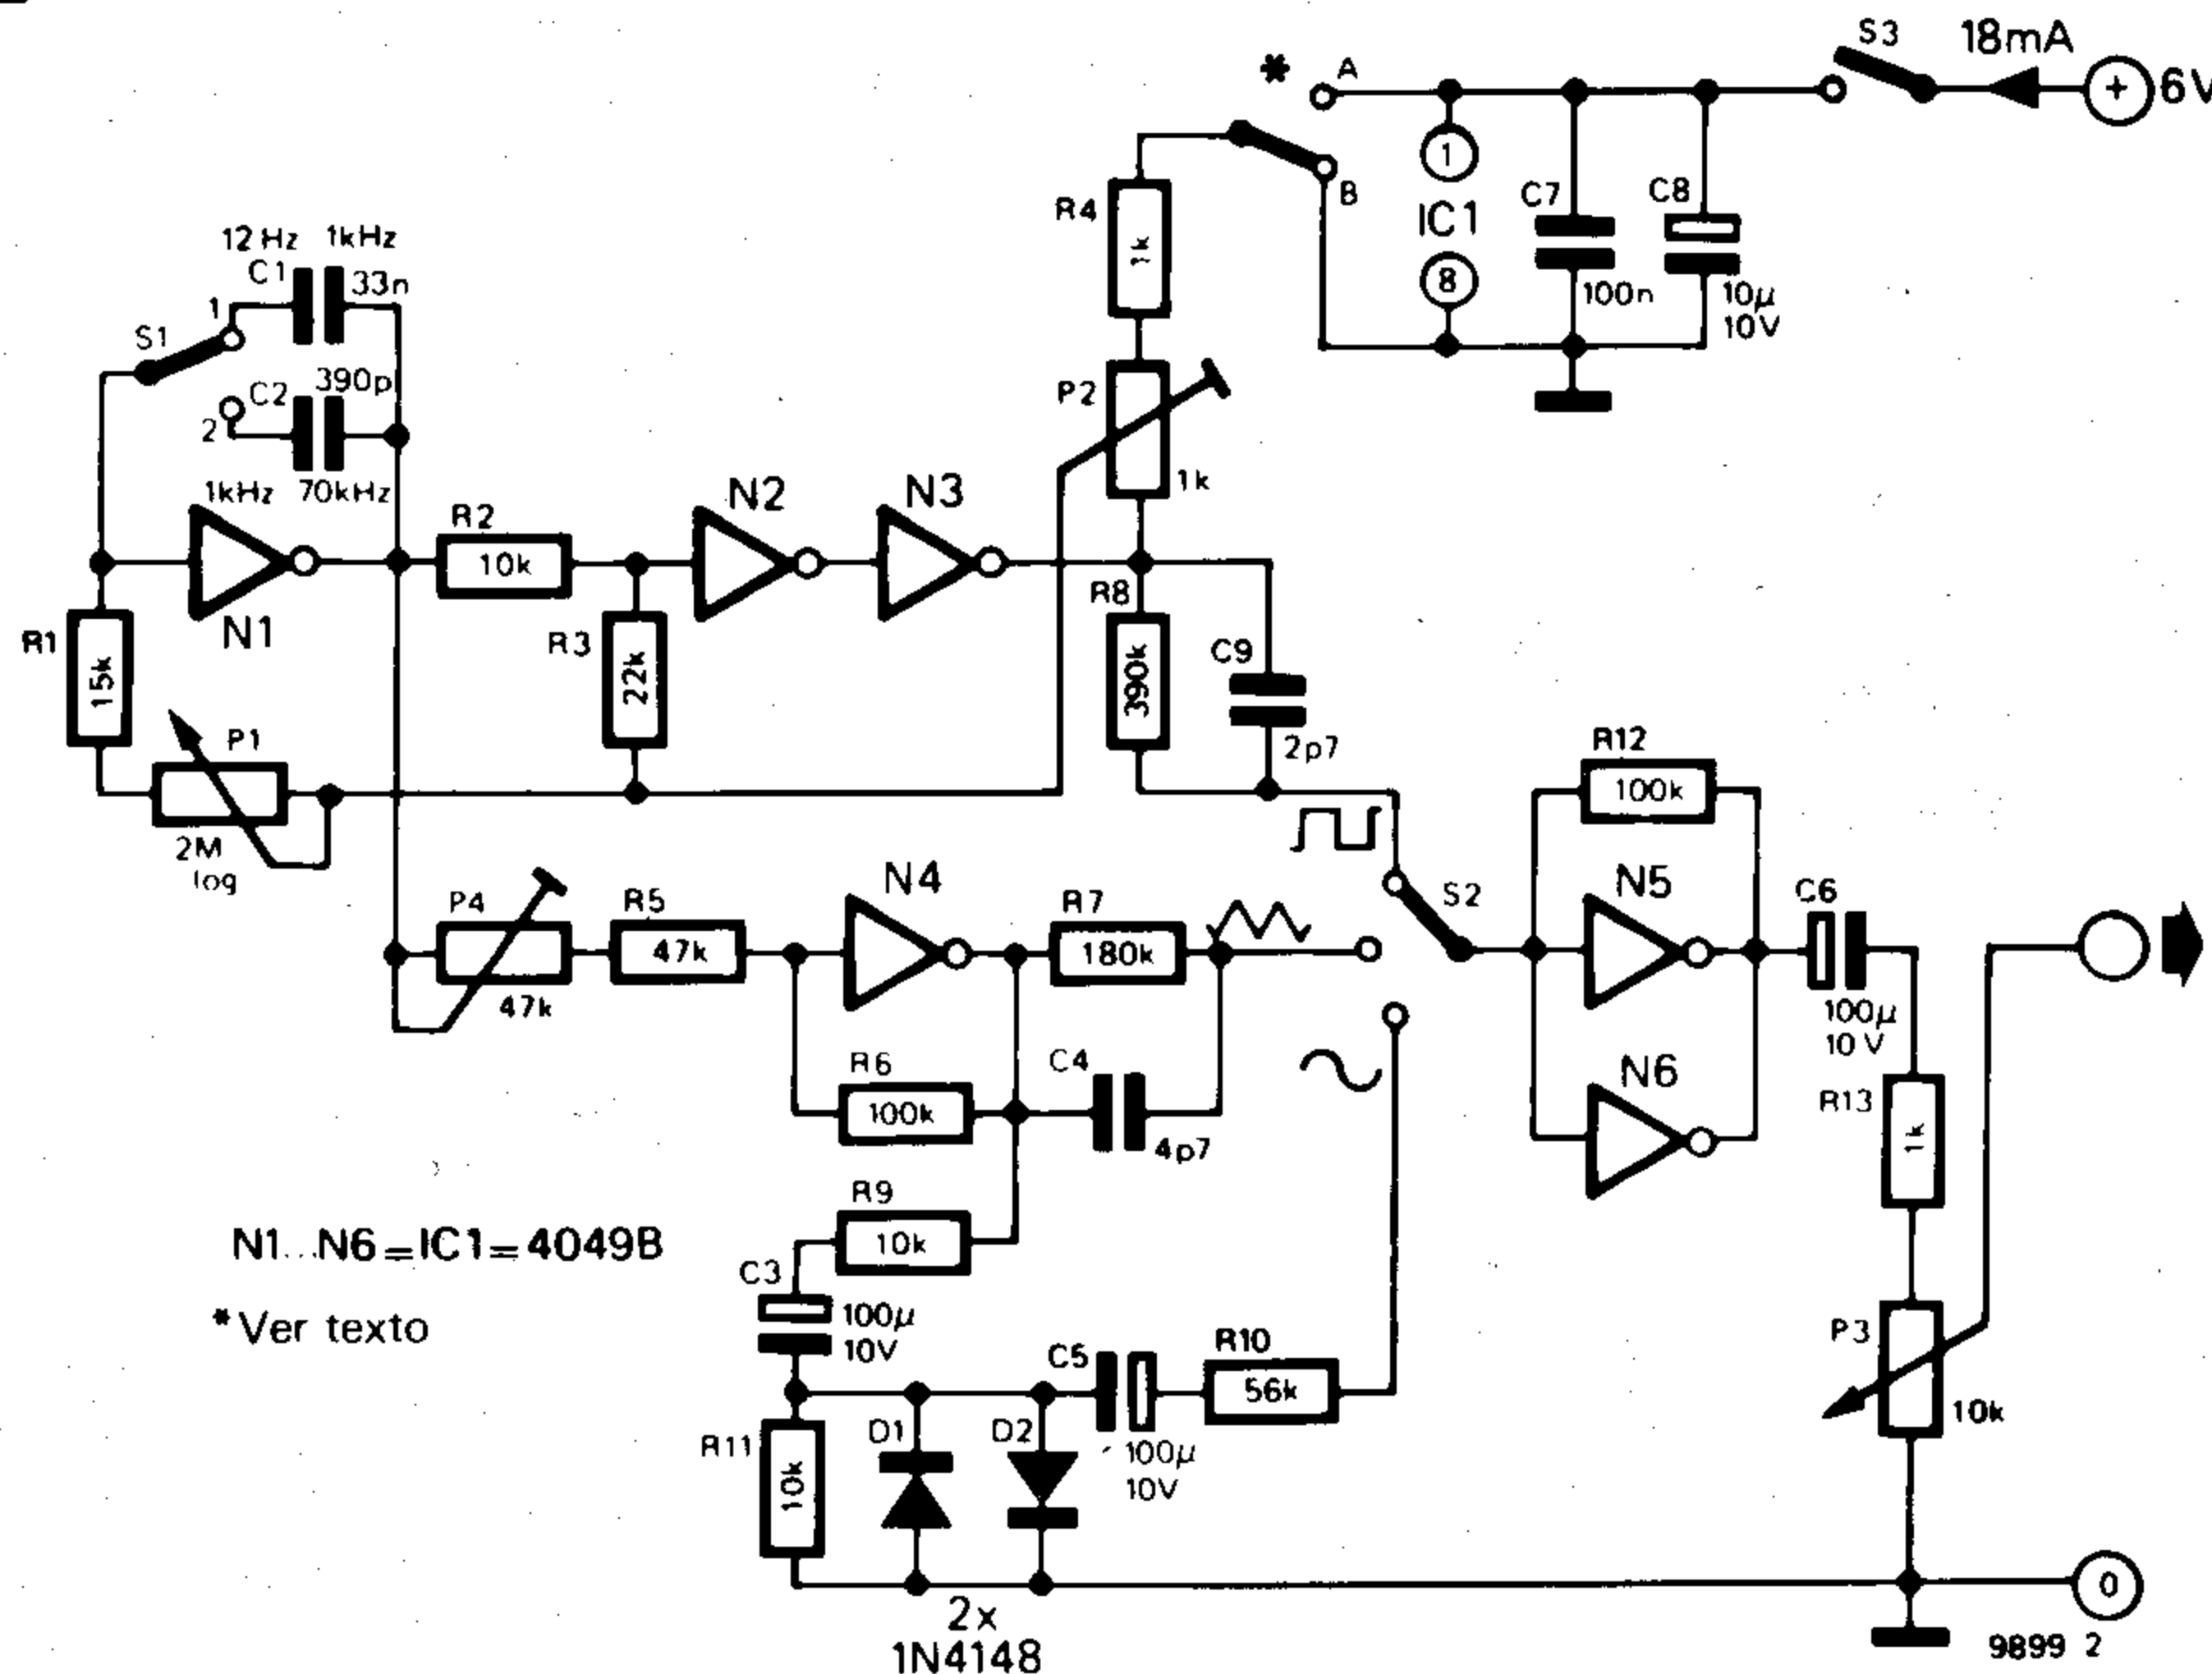 S3
18mA
+
6V
*
A
B
1
IC1
8
C7
100n
C8
10µ
10V
R4
1k
12 Hz
1kHz
C1
33n
1
S1
C2
390p
2
1kHz
70kHz
P2
1k
N1
R2
10k
N2
N3
R1
15k
R3
22k
R8
390k
C9
2p7
P1
2M
log
R12
100k
P4
47k
R5
47k
N4
R7
180k
S2
N5
C6
100µ
10V
R6
100k
C4
4p7
N6
R13
1k
R9
10k
N1...N6=IC1=4049B
*Ver texto
C3
100µ
10V
C5
100µ
10V
R10
56k
P3
10k
R11
10k
D1
D2
2x
1N4148
0
9899 2